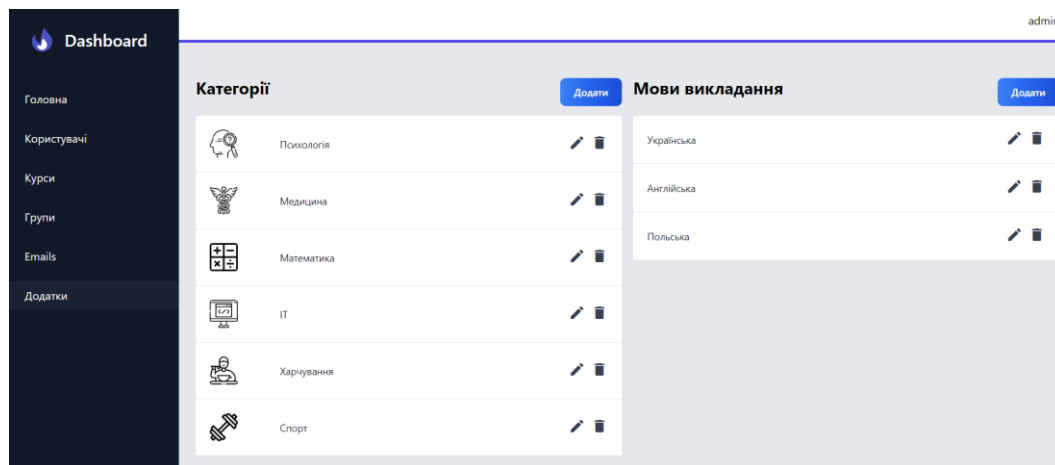 Dashboard
admin
Головна
Користувачі
Курси
Групи
Emails
Додатки
Категорії
Додати
Психологія
Медицина
Математика
IT
Харчування
Спорт
Мови викладання
Додати
Українська
Англійська
Польська